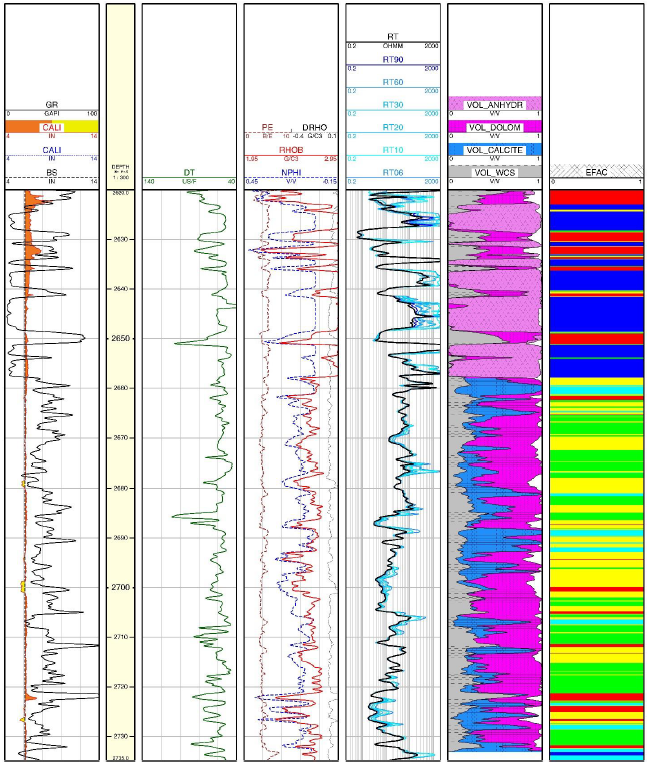 RT
0.2 OHMM 2000
RT90
0.2 2000
RT60
0.2 2000
GR
0 GAPI 100
RT30
0.2 2000
VOL_ANHYDR
0 V/V 1
CALI
4 IN 14
PE DRHO
B/E 10 -0.4 G/C3 0.1
RT20
0.2 2000
VOL_DOLOM
0 V/V 1
CALI
4 IN 14
RHOB
1.95 G/C3 2.95
RT10
0.2 2000
VOL_CALCITE
0 V/V 1
BS
4 IN 14
DEPTH
1 : 300
DT
140 US/F 40
NPHI
0.45 V/V -0.15
RT06
0.2 2000
VOL_WCS
0 V/V 1
EFAC
0 1
2620.0
2630
2640
2650
2660
2670
2680
2690
2700
2710
2720
2730
2735.0